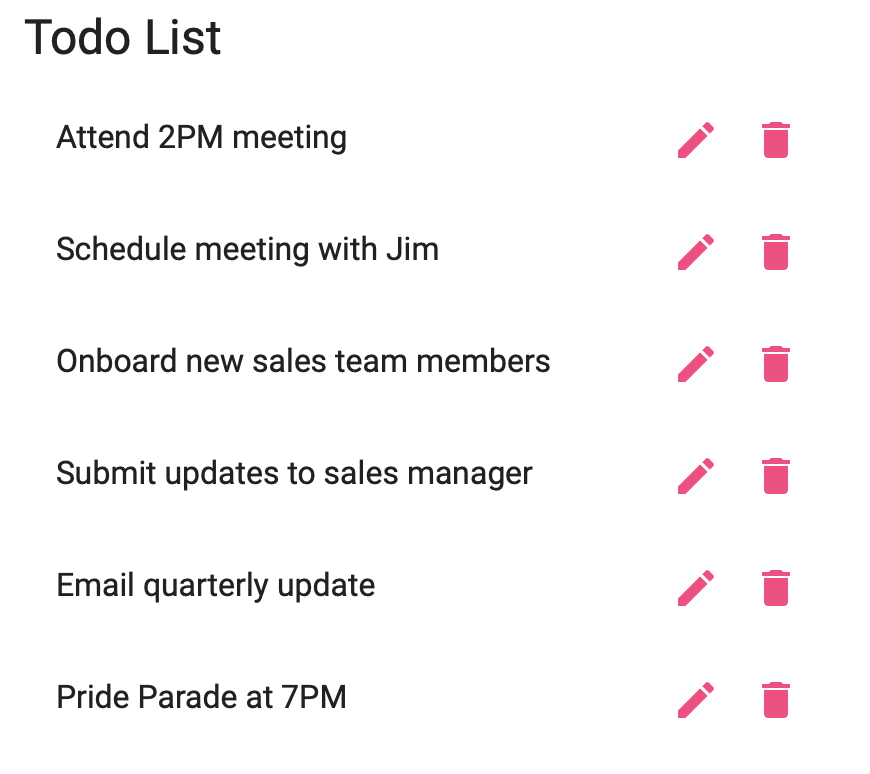 Todo List
Attend 2PM meeting
Schedule meeting with Jim
Onboard new sales team members
Submit updates to sales manager
Email quarterly update
Pride Parade at 7PM